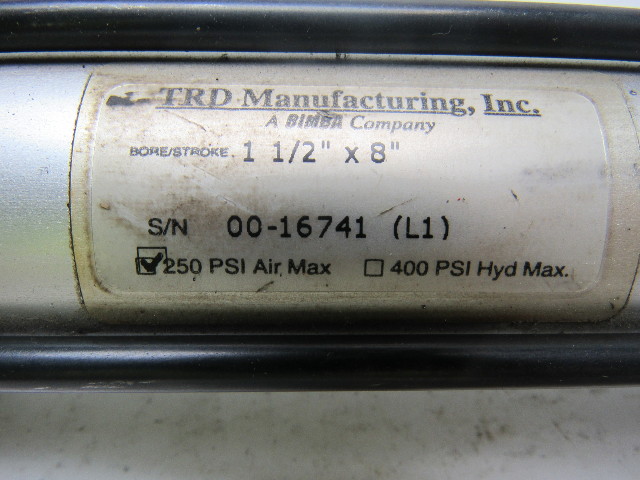 TRD Manufacturing, Inc.
A BIMBA Company
BORE/STROKE 1 1/2" x 8"
S/N 00-16741 (L1)
250 PSI Air Max 400 PSI Hyd Max.